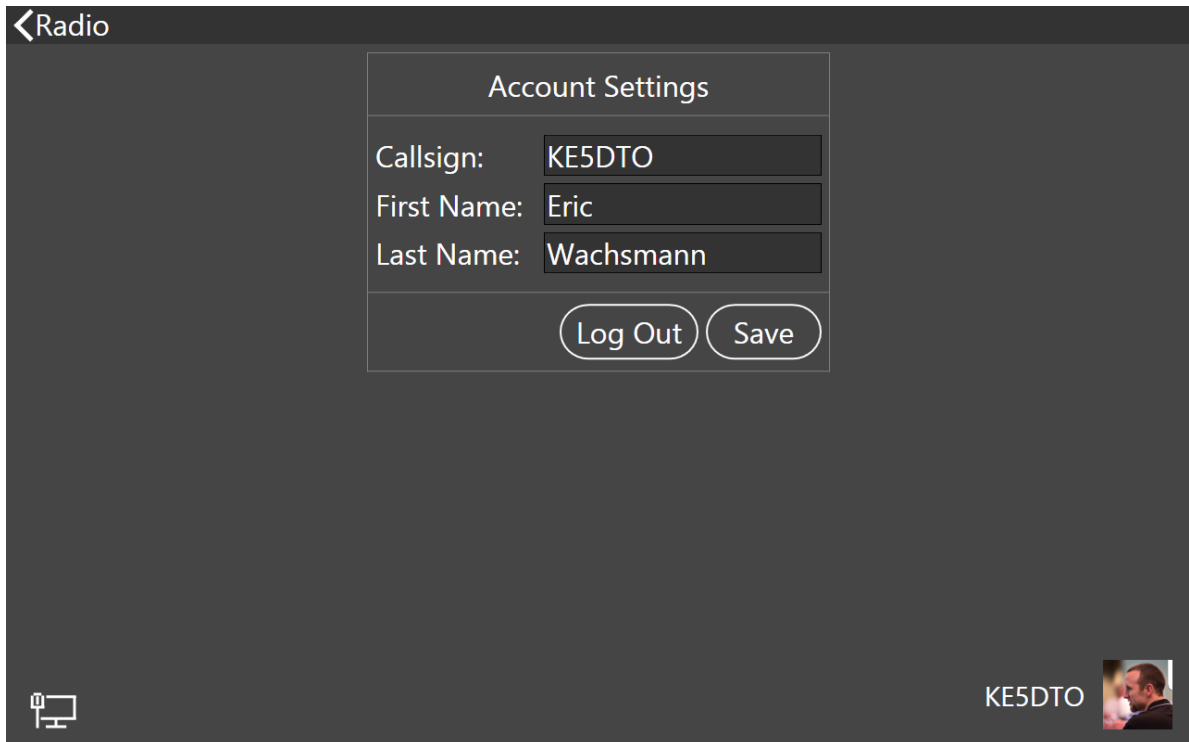 Radio
Account Settings
Callsign: KE5DTO
First Name: Eric
Last Name: Wachsmann
Log Out Save
KE5DTO